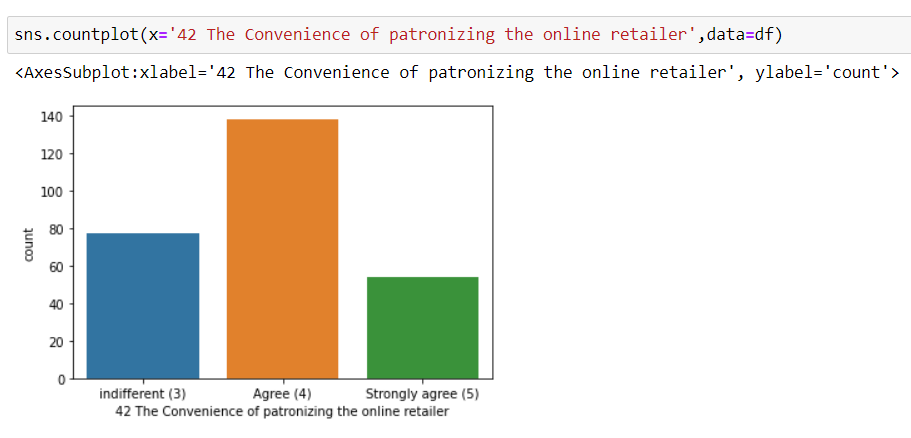 sns.countplot(x='42 The Convenience of patronizing the online retailer',data=df)
<AxesSubplot:xlabel='42 The Convenience of patronizing the online retailer', ylabel='count'>
140
120
100
80
60
40
20
0
count
indifferent (3) Agree (4) Strongly agree (5)
42 The Convenience of patronizing the online retailer